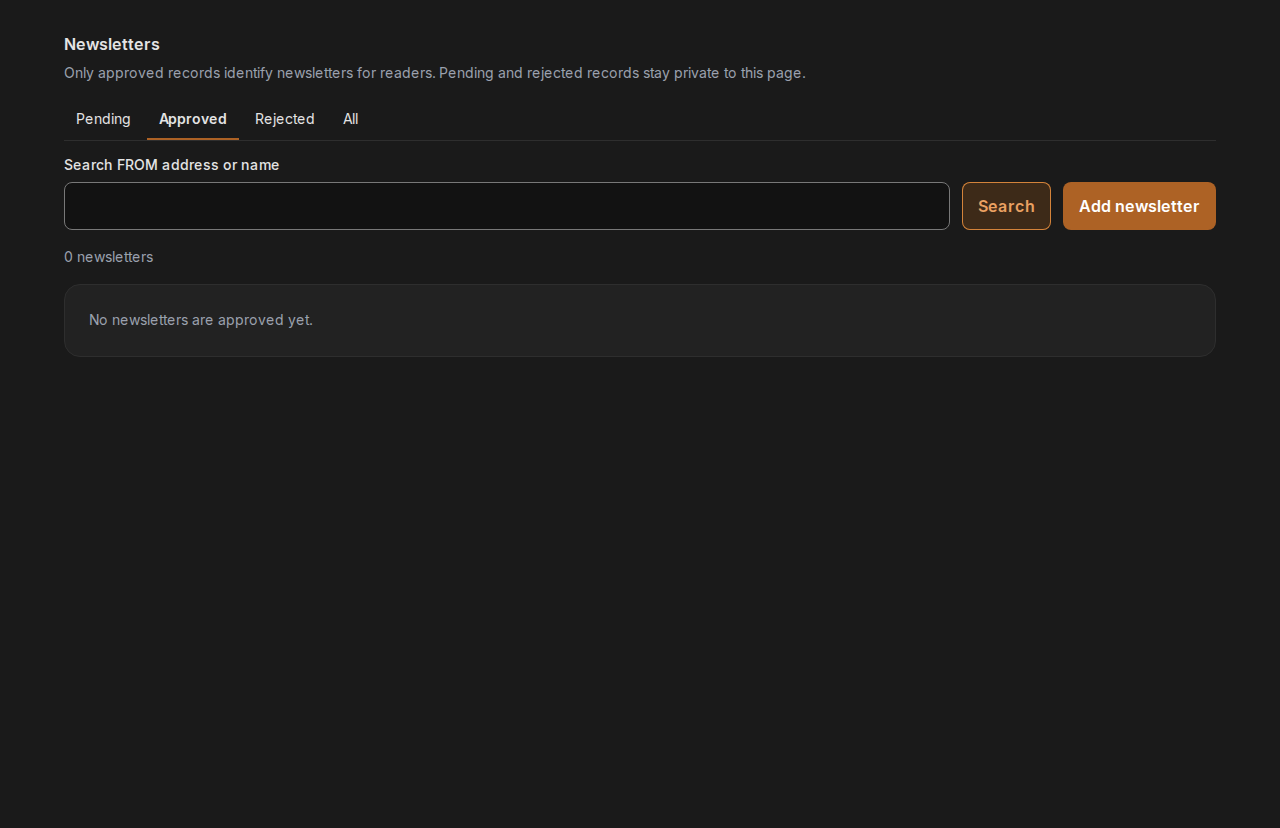 Newsletters
Only approved records identify newsletters for readers. Pending and rejected records stay private to this page.
Pending Approved Rejected All
Search FROM address or name
Search Add newsletter
0 newsletters
No newsletters are approved yet.